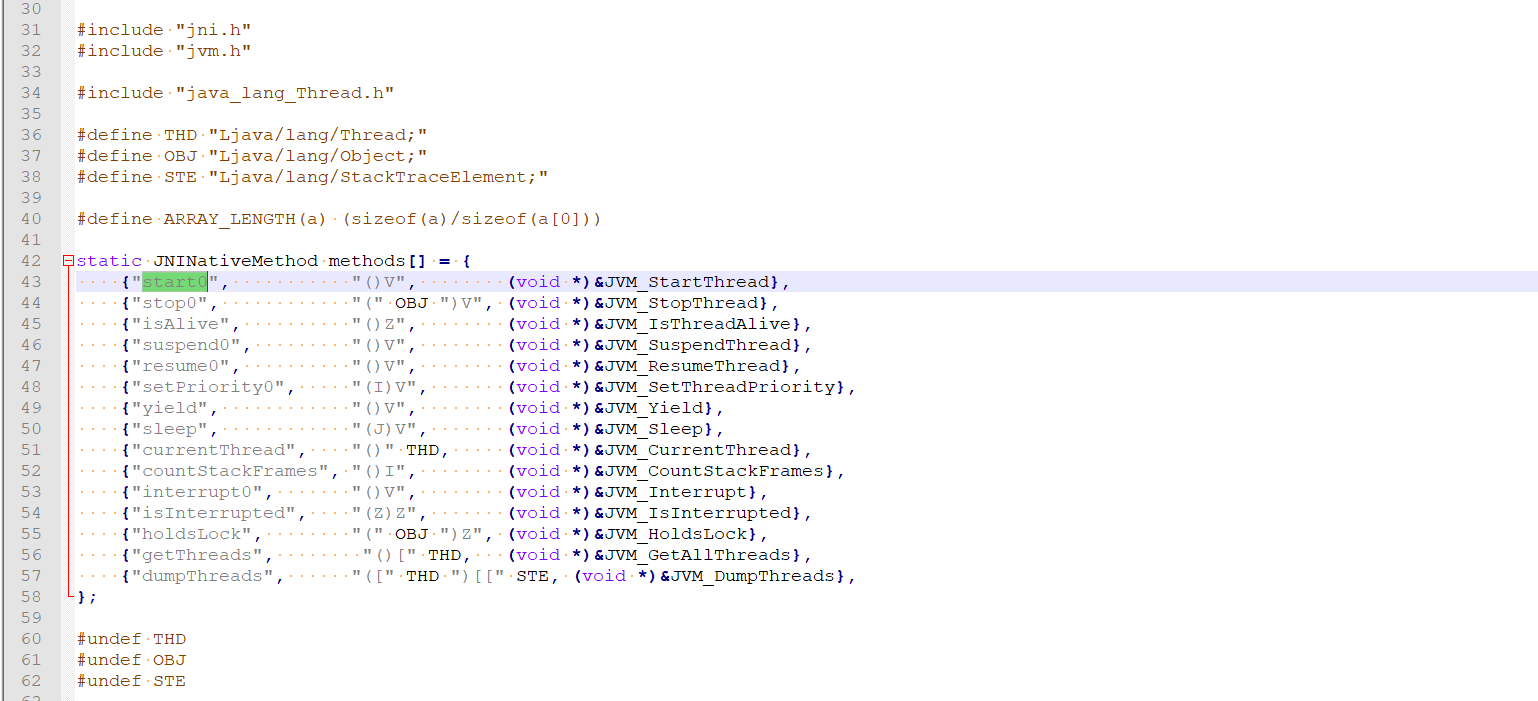 30
31 #include "jni.h"
32 #include "jvm.h"
33
34 #include "java_lang_Thread.h"
35
36 #define THD "Ljava/lang/Thread;"
37 #define OBJ "Ljava/lang/Object;"
38 #define STE "Ljava/lang/StackTraceElement;"
39
40 #define ARRAY_LENGTH(a) (sizeof(a)/sizeof(a[0]))
41
42 static JNINativeMethod methods[] = {
43     {"start0",           "()V",        (void *)&JVM_StartThread},
44     {"stop0",            "(" OBJ ")V", (void *)&JVM_StopThread},
45     {"isAlive",          "()Z",        (void *)&JVM_IsThreadAlive},
46     {"suspend0",         "()V",        (void *)&JVM_SuspendThread},
47     {"resume0",          "()V",        (void *)&JVM_ResumeThread},
48     {"setPriority0",     "(I)V",       (void *)&JVM_SetThreadPriority},
49     {"yield",            "()V",        (void *)&JVM_Yield},
50     {"sleep",            "(J)V",       (void *)&JVM_Sleep},
51     {"currentThread",    "()" THD,     (void *)&JVM_CurrentThread},
52     {"countStackFrames", "()I",        (void *)&JVM_CountStackFrames},
53     {"interrupt0",       "()V",        (void *)&JVM_Interrupt},
54     {"isInterrupted",    "(Z)Z",       (void *)&JVM_IsInterrupted},
55     {"holdsLock",        "(" OBJ ")Z", (void *)&JVM_HoldsLock},
56     {"getThreads",        "()[" THD,   (void *)&JVM_GetAllThreads},
57     {"dumpThreads",      "([" THD ")[[" STE, (void *)&JVM_DumpThreads},
58 };
59
60 #undef THD
61 #undef OBJ
62 #undef STE
63